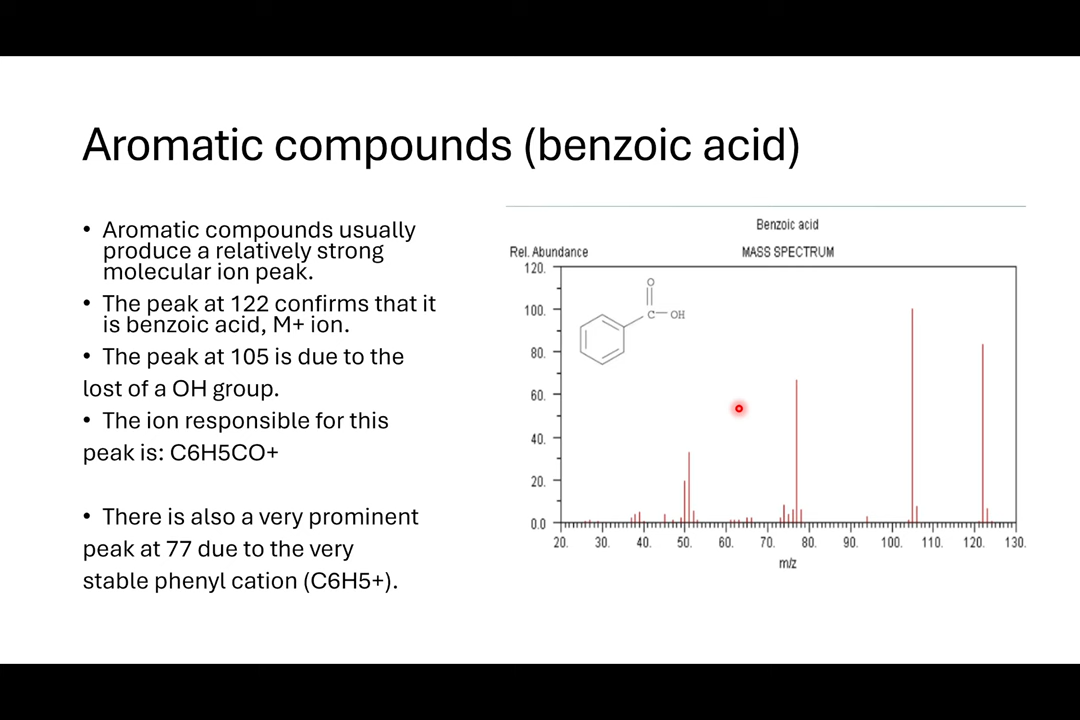 Aromatic compounds (benzoic acid)
• Aromatic compounds usually
produce a relatively strong
molecular ion peak.
• The peak at 122 confirms that it
is benzoic acid, M+ ion.
• The peak at 105 is due to the
lost of a OH group.
• The ion responsible for this
peak is: C6H5CO+
• There is also a very prominent
peak at 77 due to the very
stable phenyl cation (C6H5+).
Benzoic acid
Rel. Abundance MASS SPECTRUM
120.
100.
80.
60.
40.
20.
0.0
O
C OH
20. 30. 40. 50. 60. 70. 80. 90. 100. 110. 120. 130.
m/z